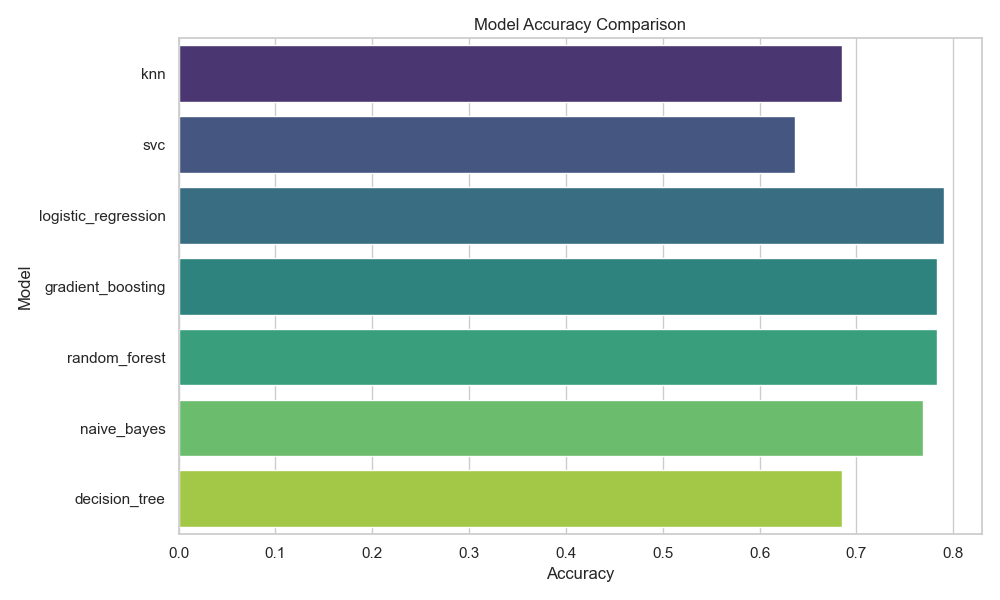 Model Accuracy Comparison
knn
svc
logistic_regression
gradient_boosting
random_forest
naive_bayes
decision_tree
Model
0.0 0.1 0.2 0.3 0.4 0.5 0.6 0.7 0.8
Accuracy